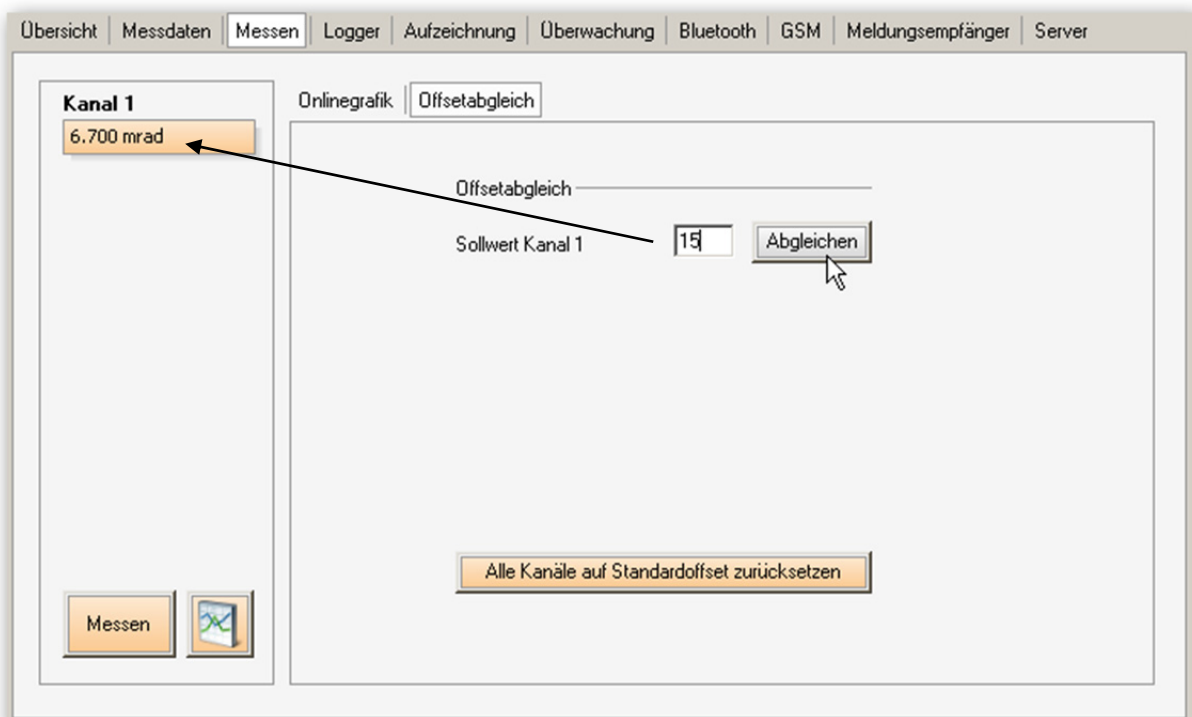 Übersicht Messdaten Messen Logger Aufzeichnung Überwachung Bluetooth GSM Meldungsempfänger Server
Kanal 1
6.700 mrad
Onlinegrafik Offsetabgleich
Offsetabgleich
Sollwert Kanal 1 15 Abgleichen
Alle Kanäle auf Standardoffset zurücksetzen
Messen